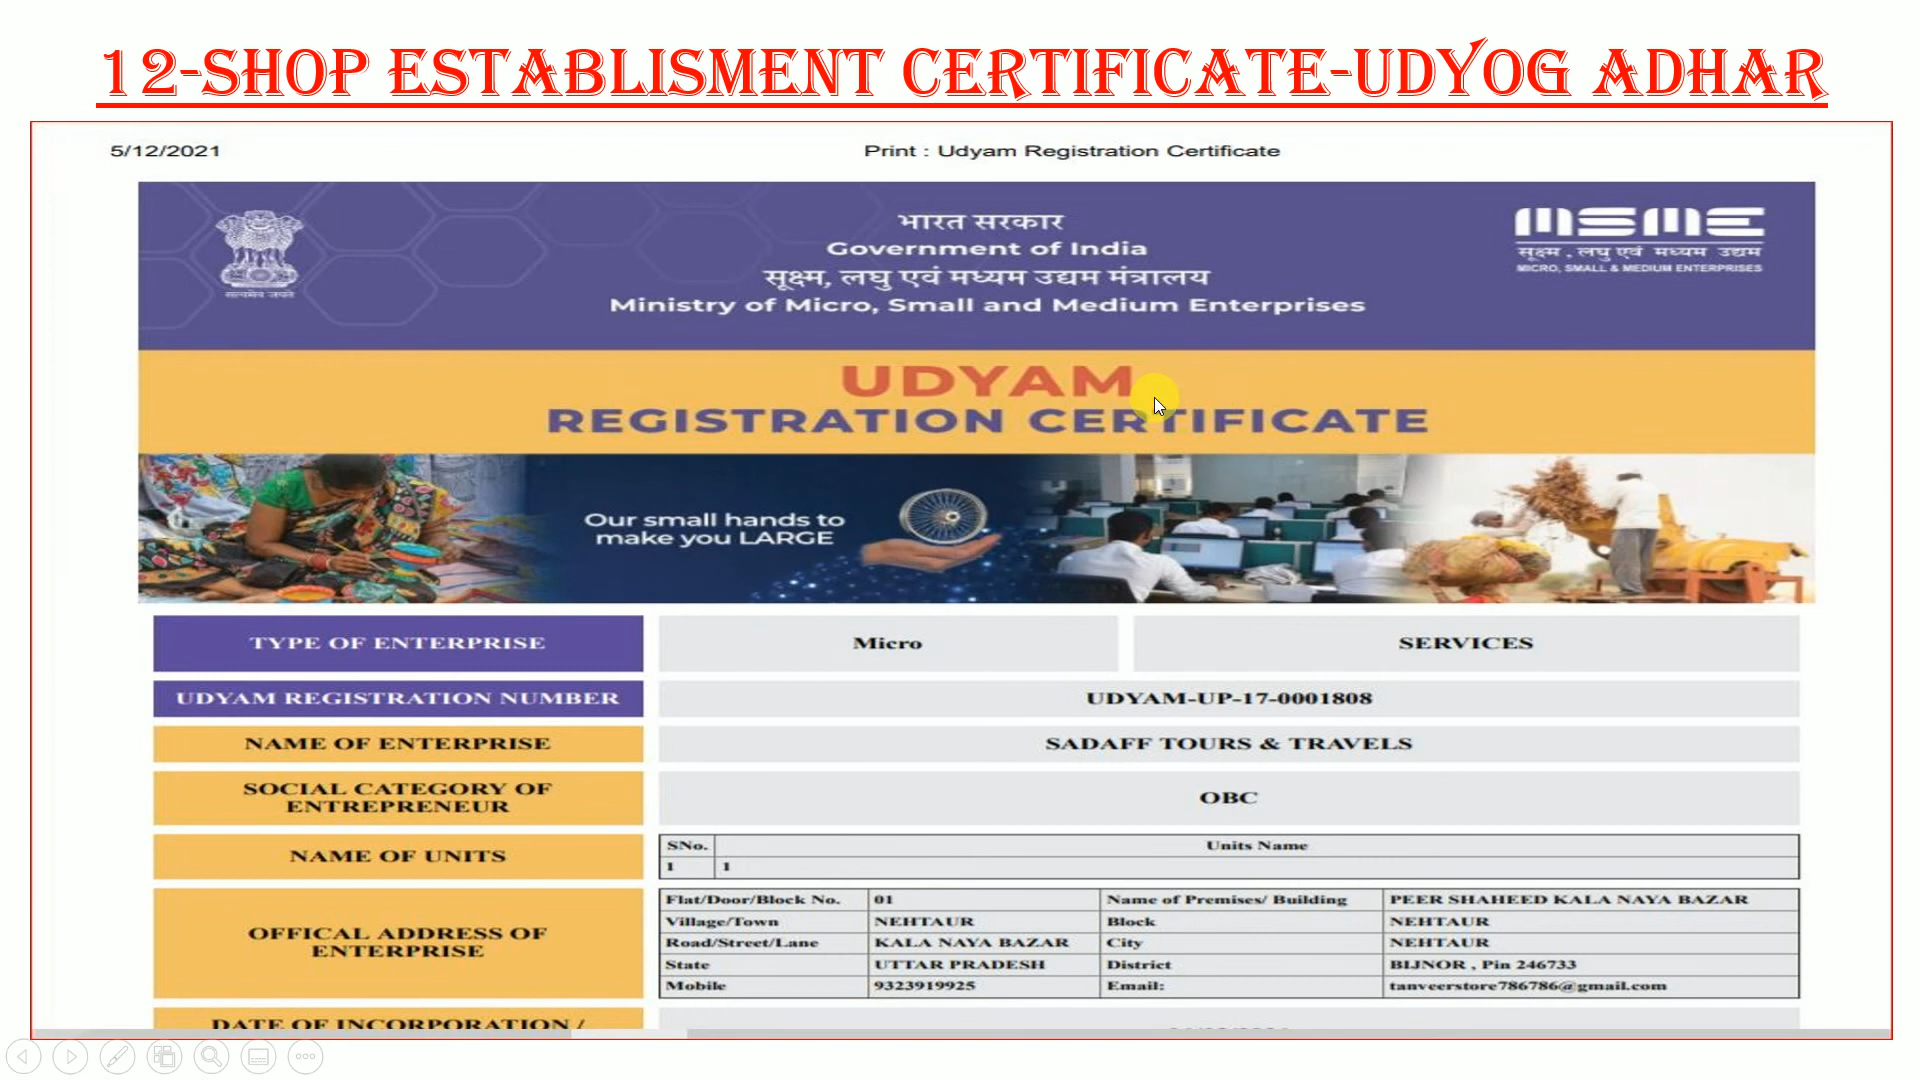 12-SHOP ESTABLISMENT CERTIFICATE-UDYOG ADHAR
5/12/2021
Print : Udyam Registration Certificate
सत्यमेव जयते
भारत सरकार
Government of India
सूक्ष्म, लघु एवं मध्यम उद्यम मंत्रालय
Ministry of Micro, Small and Medium Enterprises
MSME
सूक्ष्म , लघु एवं मध्यम उद्यम
MICRO, SMALL & MEDIUM ENTERPRISES
UDYAM
REGISTRATION CERTIFICATE
Our small hands to
make you LARGE
TYPE OF ENTERPRISE Micro SERVICES
UDYAM REGISTRATION NUMBER UDYAM-UP-17-0001808
NAME OF ENTERPRISE SADAFF TOURS & TRAVELS
SOCIAL CATEGORY OF
ENTREPRENEUR
OBC
NAME OF UNITS
SNo. Units Name
1 1
OFFICAL ADDRESS OF
ENTERPRISE
Flat/Door/Block No. 01 Name of Premises/ Building PEER SHAHEED KALA NAYA BAZAR
Village/Town NEHTAUR Block NEHTAUR
Road/Street/Lane KALA NAYA BAZAR City NEHTAUR
State UTTAR PRADESH District BIJNOR , Pin 246733
Mobile 9323919925 Email: tanveerstore786786@gmail.com
DATE OF INCORPORATION /